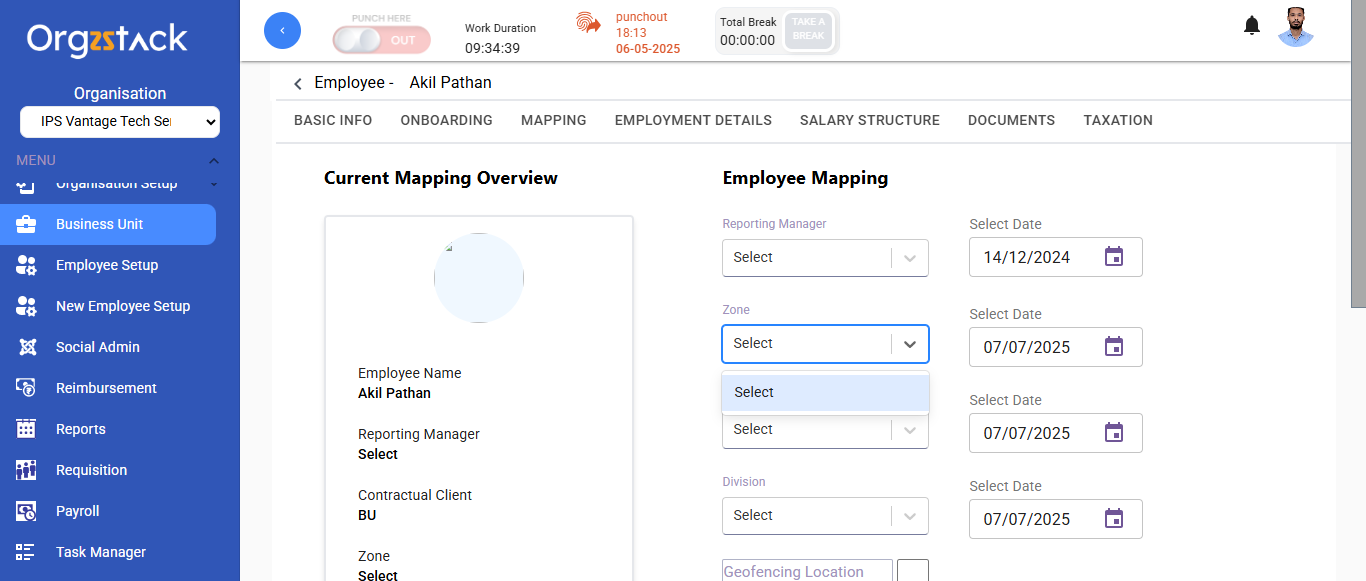 Orgzstack
Organisation
IPS Vantage Tech Ser
MENU
Organisation Setup
Business Unit
Employee Setup
New Employee Setup
Social Admin
Reimbursement
Reports
Requisition
Payroll
Task Manager
PUNCH HERE
OUT
Work Duration
09:34:39
punchout
18:13
06-05-2025
Total Break
00:00:00
TAKE A
BREAK
Employee - Akil Pathan
BASIC INFO ONBOARDING MAPPING EMPLOYMENT DETAILS SALARY STRUCTURE DOCUMENTS TAXATION
Current Mapping Overview
Employee Name
Akil Pathan
Reporting Manager
Select
Contractual Client
BU
Zone
Select
Employee Mapping
Reporting Manager
Select
Select Date
14/12/2024
Zone
Select
Select Date
07/07/2025
Select
Select
Select Date
07/07/2025
Division
Select
Select Date
07/07/2025
Geofencing Location